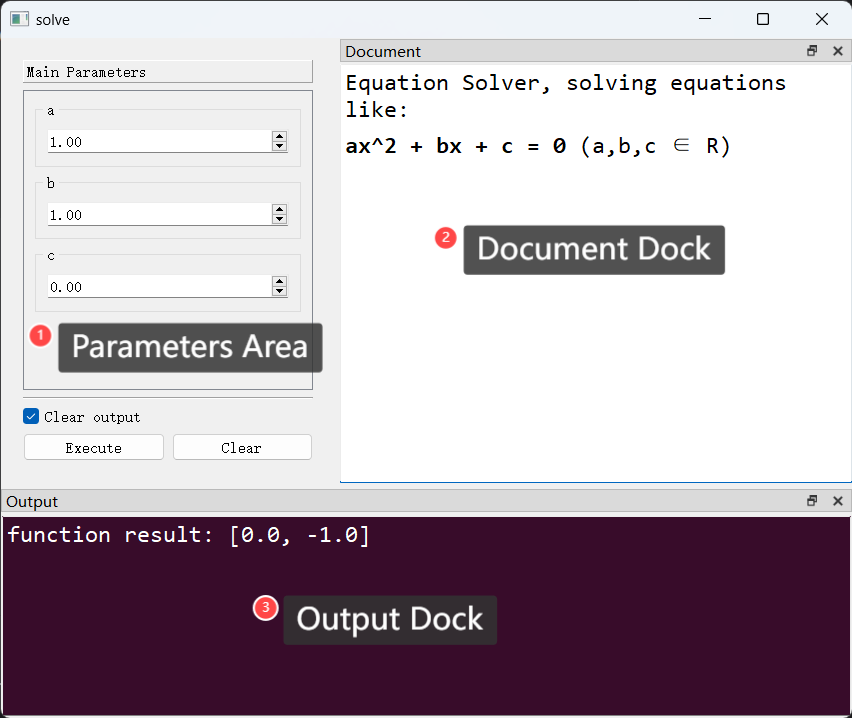 solve
Main Parameters
a
1.00
b
1.00
c
0.00
1
Parameters Area
Clear output
Execute
Clear
Document
Equation Solver, solving equations
like:
ax^2 + bx + c = 0 (a,b,c ∈ R)
2
Document Dock
Output
function result: [0.0, -1.0]
3
Output Dock